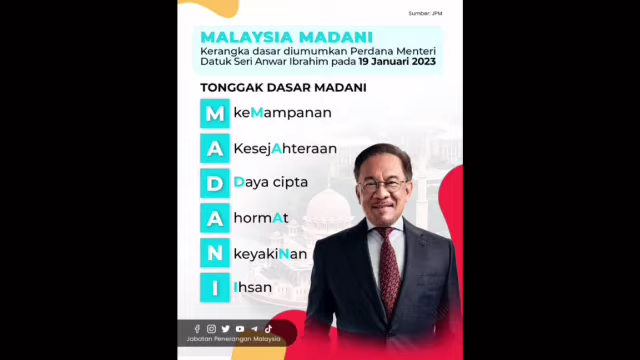 Sumber: JPM
MALAYSIA MADANI
Kerangka dasar diumumkan Perdana Menteri
Datuk Seri Anwar Ibrahim pada 19 Januari 2023
TONGGAK DASAR MADANI
M keMampanan
A KesejAhteraan
D Daya cipta
A hormAt
N keyakiNan
I Ihsan
Jabatan Penerangan Malaysia